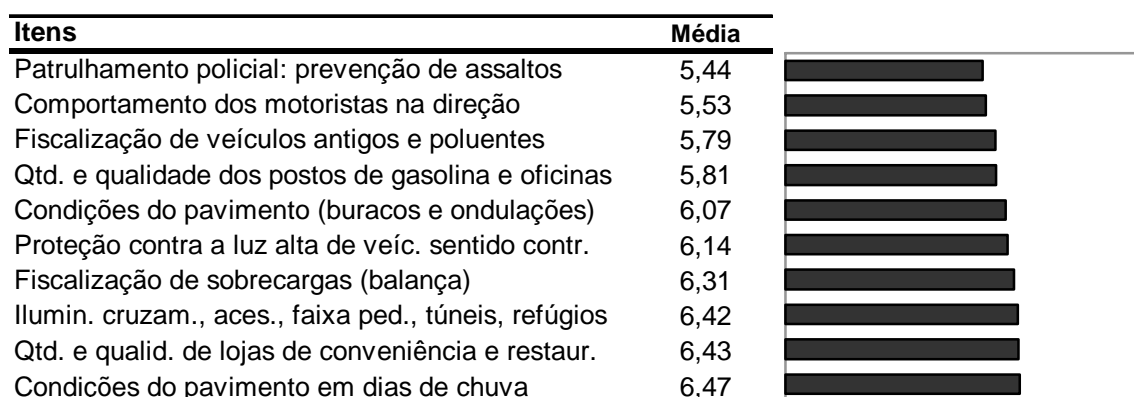 Itens Média
Patrulhamento policial: prevenção de assaltos 5,44
Comportamento dos motoristas na direção 5,53
Fiscalização de veículos antigos e poluentes 5,79
Qtd. e qualidade dos postos de gasolina e oficinas 5,81
Condições do pavimento (buracos e ondulações) 6,07
Proteção contra a luz alta de veíc. sentido contr. 6,14
Fiscalização de sobrecargas (balança) 6,31
Ilumin. cruzam., aces., faixa ped., túneis, refúgios 6,42
Qtd. e qualid. de lojas de conveniência e restaur. 6,43
Condições do pavimento em dias de chuva 6,47